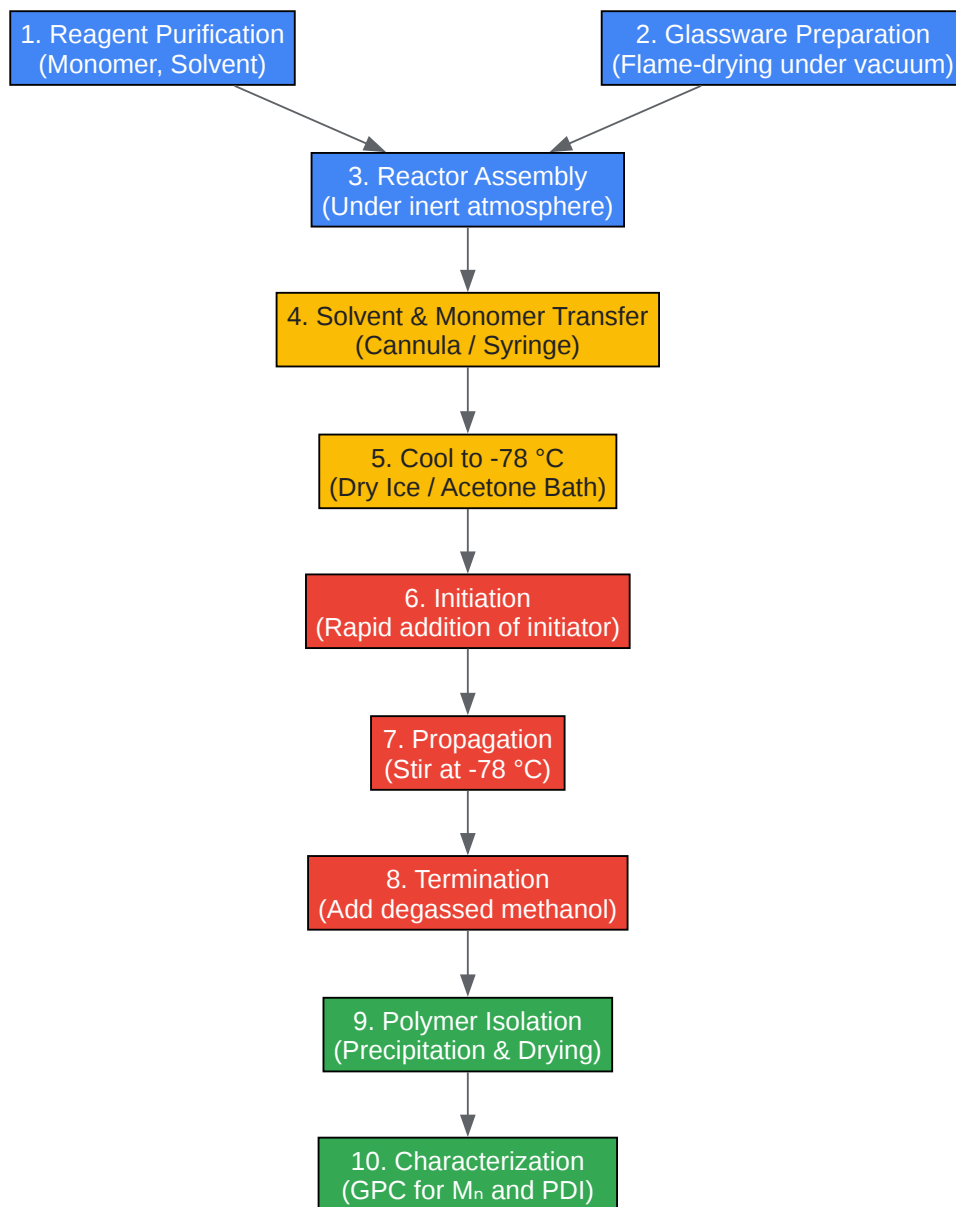 1. Reagent Purification
(Monomer, Solvent)
2. Glassware Preparation
(Flame-drying under vacuum)
3. Reactor Assembly
(Under inert atmosphere)
4. Solvent & Monomer Transfer
(Cannula / Syringe)
5. Cool to -78 °C
(Dry Ice / Acetone Bath)
6. Initiation
(Rapid addition of initiator)
7. Propagation
(Stir at -78 °C)
8. Termination
(Add degassed methanol)
9. Polymer Isolation
(Precipitation & Drying)
10. Characterization
(GPC for Mₙ and PDI)